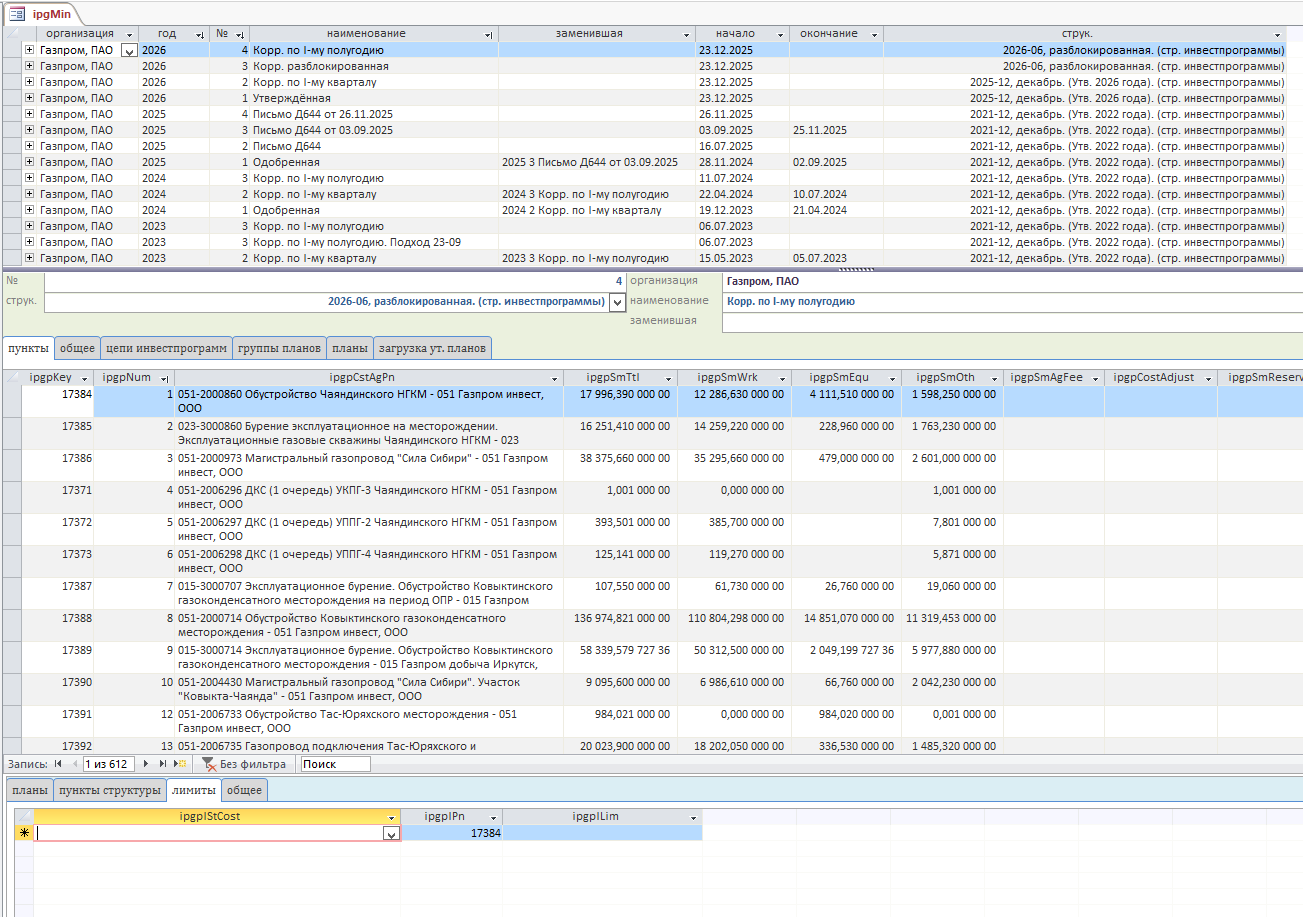 ipgMin
организация год № наименование заменившая начало окончание струк.
Газпром, ПАО 2026 4 Корр. по I-му полугодию 23.12.2025 2026-06, разблокированная. (стр. инвестпрограммы)
Газпром, ПАО 2026 3 Корр. разблокированная 23.12.2025 2026-06, разблокированная. (стр. инвестпрограммы)
Газпром, ПАО 2026 2 Корр. по I-му кварталу 23.12.2025 2025-12, декабрь. (Утв. 2026 года). (стр. инвестпрограммы)
Газпром, ПАО 2026 1 Утверждённая 23.12.2025 2025-12, декабрь. (Утв. 2026 года). (стр. инвестпрограммы)
Газпром, ПАО 2025 4 Письмо Д644 от 26.11.2025 26.11.2025 2021-12, декабрь. (Утв. 2022 года). (стр. инвестпрограммы)
Газпром, ПАО 2025 3 Письмо Д644 от 03.09.2025 03.09.2025 25.11.2025 2021-12, декабрь. (Утв. 2022 года). (стр. инвестпрограммы)
Газпром, ПАО 2025 2 Письмо Д644 16.07.2025 2021-12, декабрь. (Утв. 2022 года). (стр. инвестпрограммы)
Газпром, ПАО 2025 1 Одобренная 2025 3 Письмо Д644 от 03.09.2025 28.11.2024 02.09.2025 2021-12, декабрь. (Утв. 2022 года). (стр. инвестпрограммы)
Газпром, ПАО 2024 3 Корр. по I-му полугодию 11.07.2024 2021-12, декабрь. (Утв. 2022 года). (стр. инвестпрограммы)
Газпром, ПАО 2024 2 Корр. по I-му кварталу 2024 3 Корр. по I-му полугодию 22.04.2024 10.07.2024 2021-12, декабрь. (Утв. 2022 года). (стр. инвестпрограммы)
Газпром, ПАО 2024 1 Одобренная 2024 2 Корр. по I-му кварталу 19.12.2023 21.04.2024 2021-12, декабрь. (Утв. 2022 года). (стр. инвестпрограммы)
Газпром, ПАО 2023 3 Корр. по I-му полугодию 06.07.2023 2021-12, декабрь. (Утв. 2022 года). (стр. инвестпрограммы)
Газпром, ПАО 2023 3 Корр. по I-му полугодию. Подход 23-09 06.07.2023 2021-12, декабрь. (Утв. 2022 года). (стр. инвестпрограммы)
Газпром, ПАО 2023 2 Корр. по I-му кварталу 2023 3 Корр. по I-му полугодию 15.05.2023 05.07.2023 2021-12, декабрь. (Утв. 2022 года). (стр. инвестпрограммы)
№ 4 организация Газпром, ПАО
струк. 2026-06, разблокированная. (стр. инвестпрограммы) наименование Корр. по I-му полугодию
заменившая
пункты общее цепи инвестпрограмм группы планов планы загрузка ут. планов
ipgpKey ipgpNum ipgpCstAgPn ipgpSmTtl ipgpSmWrk ipgpSmEqu ipgpSmOth ipgpSmAgFee ipgpCostAdjust ipgpSmReserv
17384 1 051-2000860 Обустройство Чаяндинского НГКМ - 051 Газпром инвест, 17 996,390 000 00 12 286,630 000 00 4 111,510 000 00 1 598,250 000 00
ООО
17385 2 023-3000860 Бурение эксплуатационное на месторождении. 16 251,410 000 00 14 259,220 000 00 228,960 000 00 1 763,230 000 00
Эксплуатационные газовые скважины Чаяндинского НГКМ - 023
17386 3 051-2000973 Магистральный газопровод "Сила Сибири" - 051 Газпром 38 375,660 000 00 35 295,660 000 00 479,000 000 00 2 601,000 000 00
инвест, ООО
17371 4 051-2006296 ДКС (1 очередь) УКПГ-3 Чаяндинского НГКМ - 051 Газпром 1,001 000 00 0,000 000 00 1,001 000 00
инвест, ООО
17372 5 051-2006297 ДКС (1 очередь) УППГ-2 Чаяндинского НГКМ - 051 Газпром 393,501 000 00 385,700 000 00 7,801 000 00
инвест, ООО
17373 6 051-2006298 ДКС (1 очередь) УППГ-4 Чаяндинского НГКМ - 051 Газпром 125,141 000 00 119,270 000 00 5,871 000 00
инвест, ООО
17387 7 015-3000707 Эксплуатационное бурение. Обустройство Ковыктинского 107,550 000 00 61,730 000 00 26,760 000 00 19,060 000 00
газоконденсатного месторождения на период ОПР - 015 Газпром
17388 8 051-2000714 Обустройство Ковыктинского газоконденсатного 136 974,821 000 00 110 804,298 000 00 14 851,070 000 00 11 319,453 000 00
месторождения - 051 Газпром инвест, ООО
17389 9 015-3000714 Эксплуатационное бурение. Обустройство Ковыктинского 58 339,579 727 36 50 312,500 000 00 2 049,199 727 36 5 977,880 000 00
газоконденсатного месторождения - 015 Газпром добыча Иркутск,
17390 10 051-2004430 Магистральный газопровод "Сила Сибири". Участок 9 095,600 000 00 6 986,610 000 00 66,760 000 00 2 042,230 000 00
"Ковыкта-Чаянда" - 051 Газпром инвест, ООО
17391 12 051-2006733 Обустройство Тас-Юряхского месторождения - 051 984,021 000 00 0,000 000 00 984,020 000 00 0,001 000 00
Газпром инвест, ООО
17392 13 051-2006735 Газопровод подключения Тас-Юряхского и 20 023,900 000 00 18 202,050 000 00 336,530 000 00 1 485,320 000 00
Запись: 1 из 612 Без фильтра Поиск
планы пункты структуры лимиты общее
ipgplStCost ipgplPn ipgplLim
17384